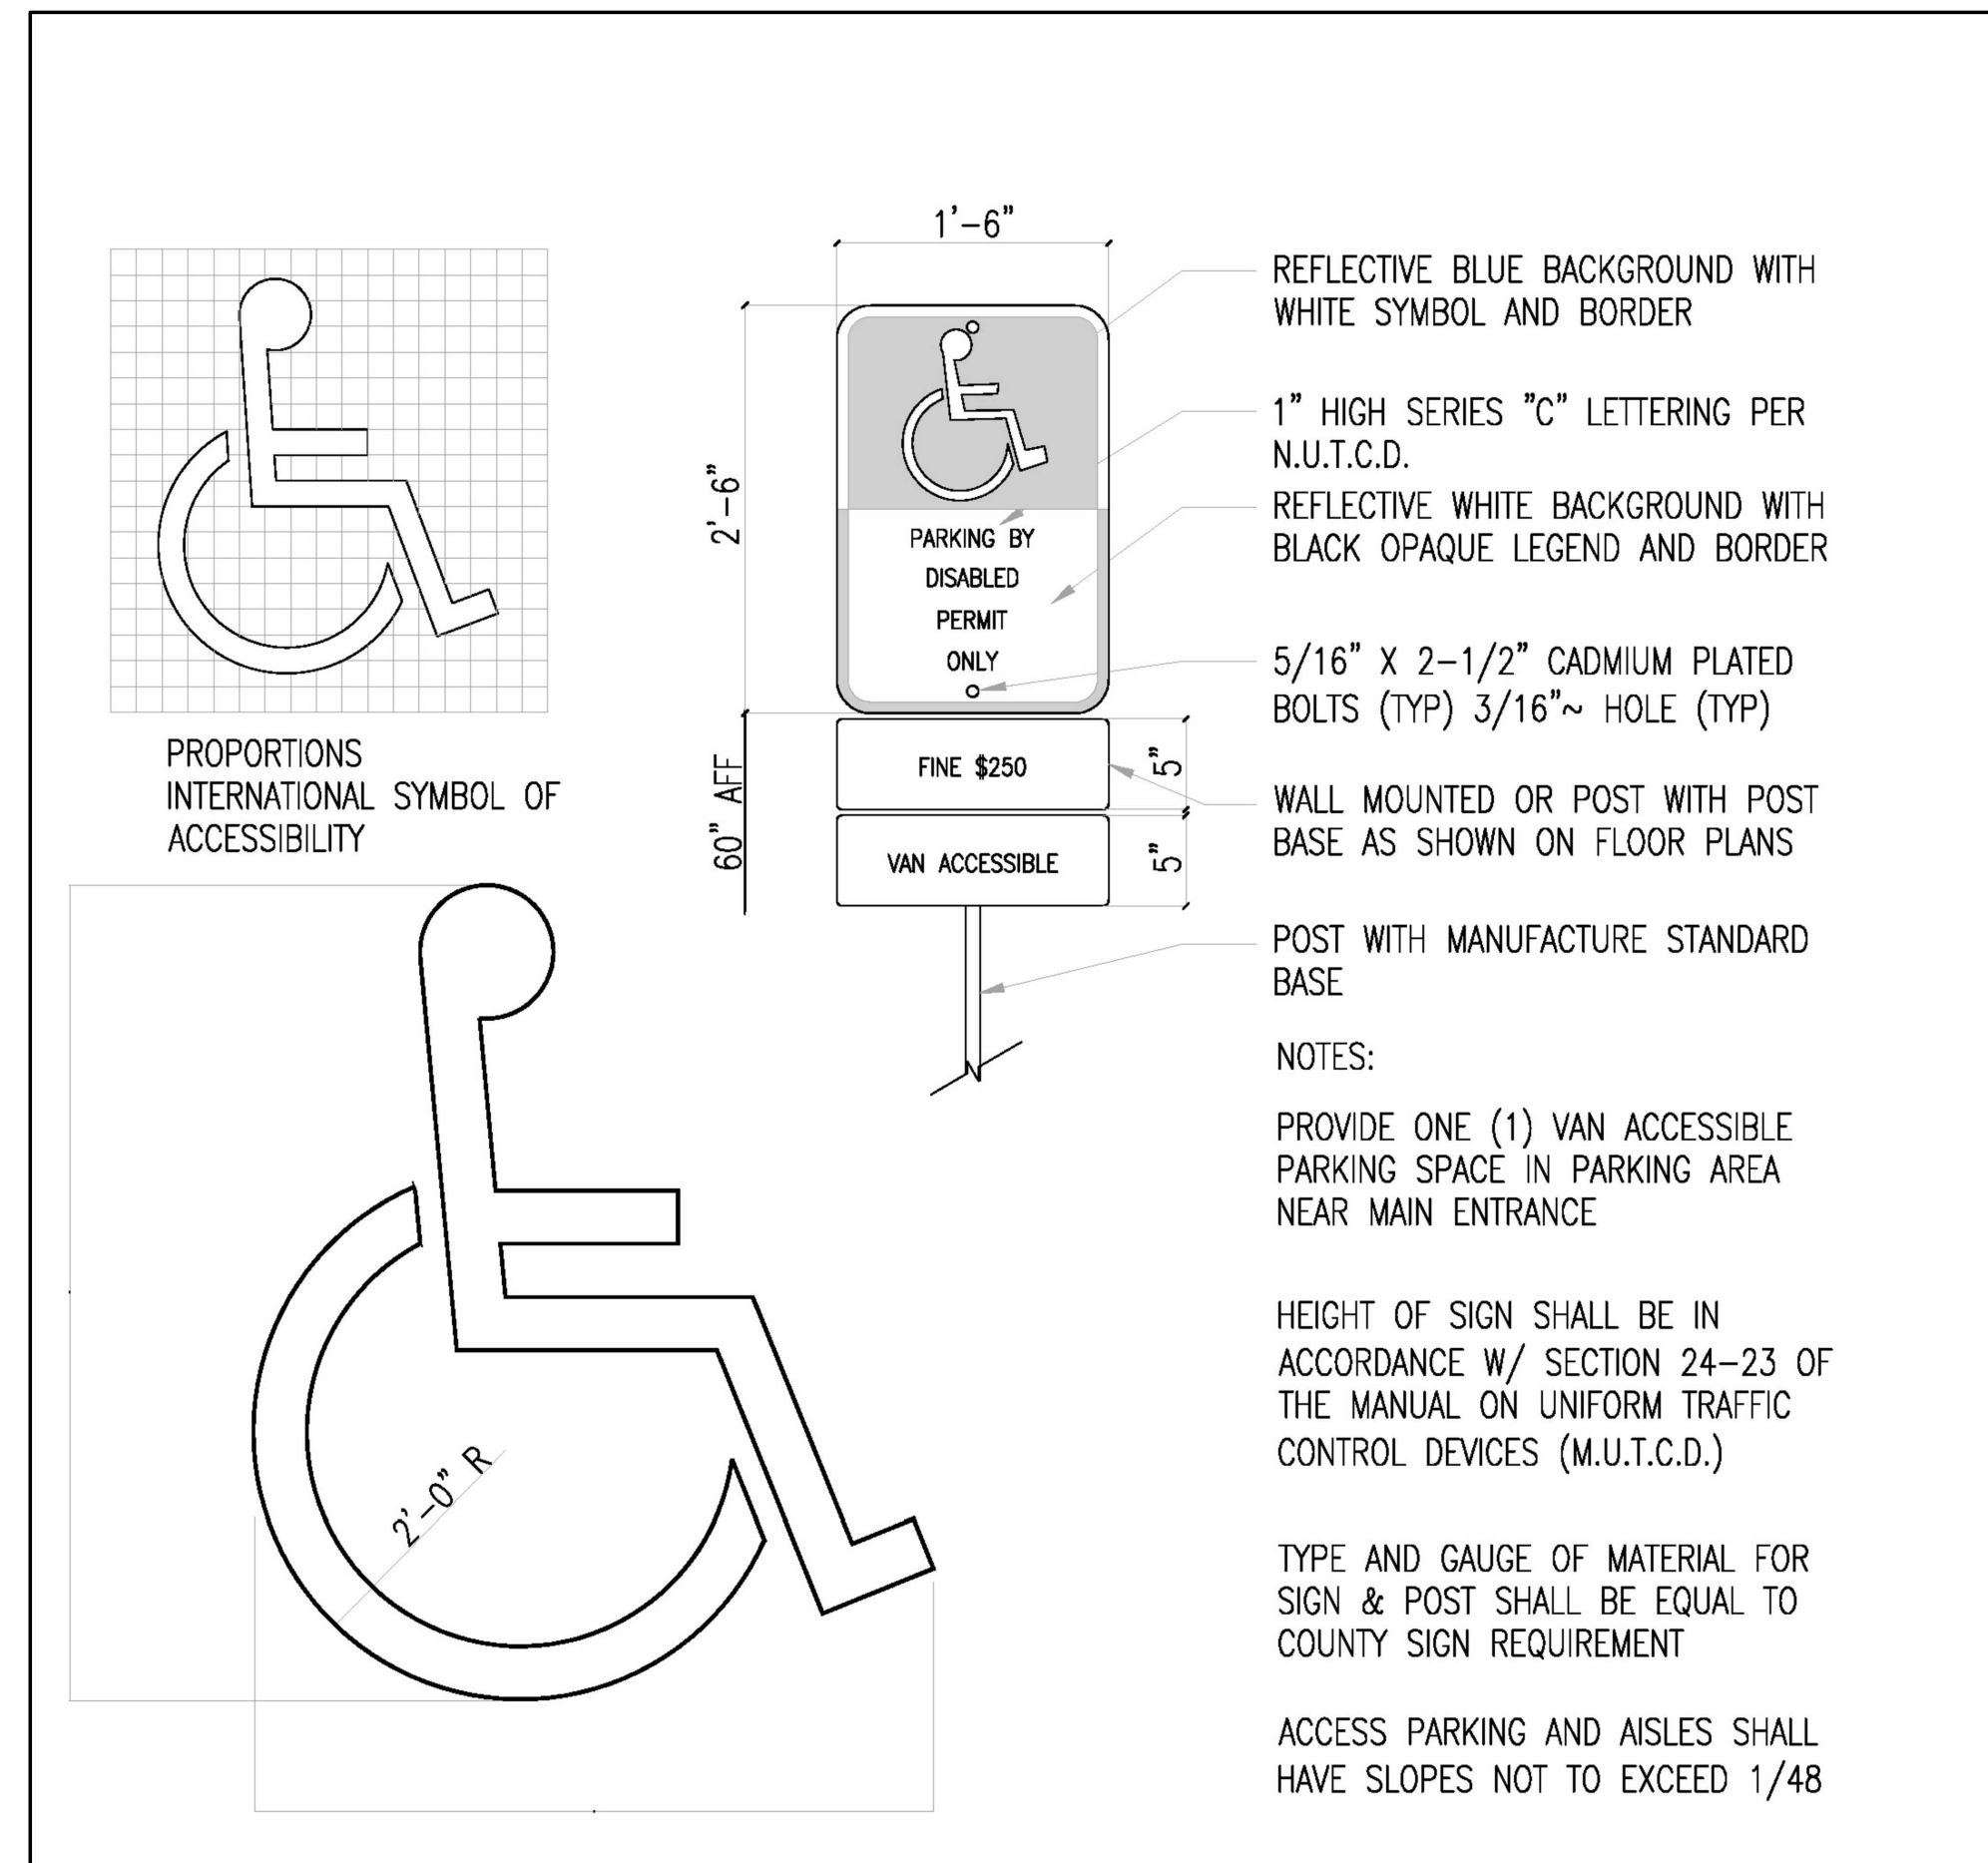 1'-6"
2'-6"
PARKING BY
DISABLED
PERMIT
ONLY
FINE $250
VAN ACCESSIBLE
5"
5"
60" AFF
PROPORTIONS
INTERNATIONAL SYMBOL OF
ACCESSIBILITY
2'-0" R
REFLECTIVE BLUE BACKGROUND WITH
WHITE SYMBOL AND BORDER
1" HIGH SERIES "C" LETTERING PER
N.U.T.C.D.
REFLECTIVE WHITE BACKGROUND WITH
BLACK OPAQUE LEGEND AND BORDER
5/16" X 2-1/2" CADMIUM PLATED
BOLTS (TYP) 3/16"~ HOLE (TYP)
WALL MOUNTED OR POST WITH POST
BASE AS SHOWN ON FLOOR PLANS
POST WITH MANUFACTURE STANDARD
BASE
NOTES:
PROVIDE ONE (1) VAN ACCESSIBLE
PARKING SPACE IN PARKING AREA
NEAR MAIN ENTRANCE
HEIGHT OF SIGN SHALL BE IN
ACCORDANCE W/ SECTION 24-23 OF
THE MANUAL ON UNIFORM TRAFFIC
CONTROL DEVICES (M.U.T.C.D.)
TYPE AND GAUGE OF MATERIAL FOR
SIGN & POST SHALL BE EQUAL TO
COUNTY SIGN REQUIREMENT
ACCESS PARKING AND AISLES SHALL
HAVE SLOPES NOT TO EXCEED 1/48